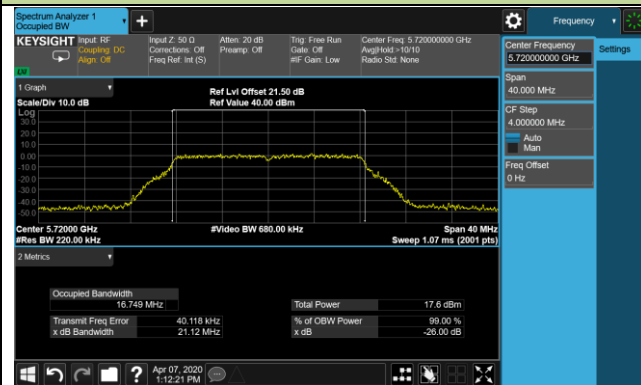 Spectrum Analyzer 1
Occupied BW
+
Frequency
KEYSIGHT
Input: RF
Coupling: DC
Align: Off
Input Z: 50 Ω
Corrections: Off
Freq Ref: Int (S)
Atten: 20 dB
Preamp: Off
Trig: Free Run
Gate: Off
#IF Gain: Low
Center Freq: 5.720000000 GHz
Avg|Hold:>10/10
Radio Std: None
Center Frequency
5.720000000 GHz
Settings
Span
40.000 MHz
CF Step
4.000000 MHz
Auto
Man
Freq Offset
0 Hz
1 Graph
Scale/Div 10.0 dB
Ref Lvl Offset 21.50 dB
Ref Value 40.00 dBm
Log
30.0
20.0
10.0
0.00
-10.0
-20.0
-30.0
-40.0
-50.0
Center 5.72000 GHz
#Res BW 220.00 kHz
#Video BW 680.00 kHz
Span 40 MHz
Sweep 1.07 ms (2001 pts)
2 Metrics
Occupied Bandwidth
16.749 MHz
Total Power 17.6 dBm
Transmit Freq Error 40.118 kHz
% of OBW Power 99.00 %
x dB Bandwidth 21.12 MHz
x dB -26.00 dB
?
Apr 07, 2020
1:12:21 PM